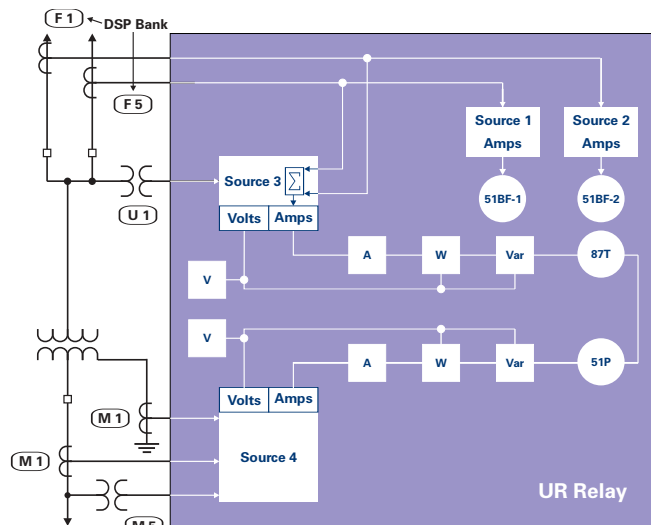 F 1
DSP Bank
F 5
Source 1
Amps
Source 2
Amps
Source 3
Σ
U 1
51BF-1
51BF-2
Volts
Amps
A
W
Var
87T
V
V
A
W
Var
51P
Volts
Amps
M 1
Source 4
M 1
UR Relay
M 5